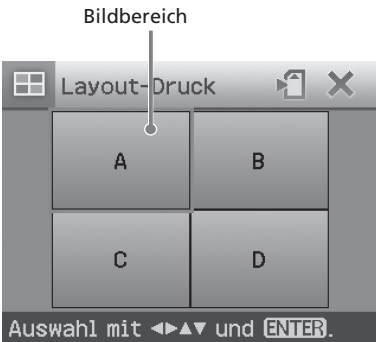 Bildbereich
Layout-Druck
A B
C D
Auswahl mit ◄►▲▼ und ENTER.